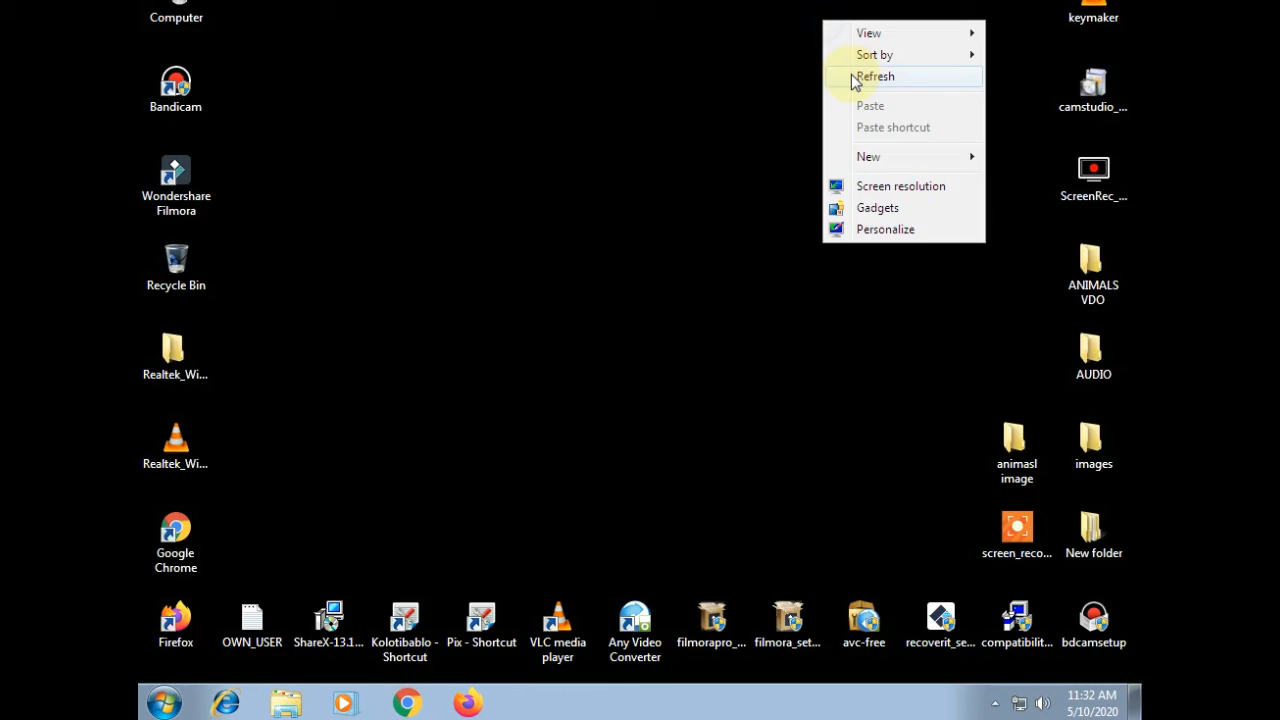 Computer
Bandicam
Wondershare
Filmora
Recycle Bin
Realtek_Wi...
Realtek_Wi...
Google
Chrome
Firefox
OWN_USER
ShareX-13.1...
Kolotibablo -
Shortcut
Pix - Shortcut
VLC media
player
Any Video
Converter
filmorapro_...
filmora_set...
avc-free
recoverit_se...
compatibilit...
bdcamsetup
View
Sort by
Refresh
Paste
Paste shortcut
New
Screen resolution
Gadgets
Personalize
keymaker
camstudio_...
ScreenRec_...
ANIMALS
VDO
AUDIO
animasl
image
images
screen_reco...
New folder
11:32 AM
5/10/2020